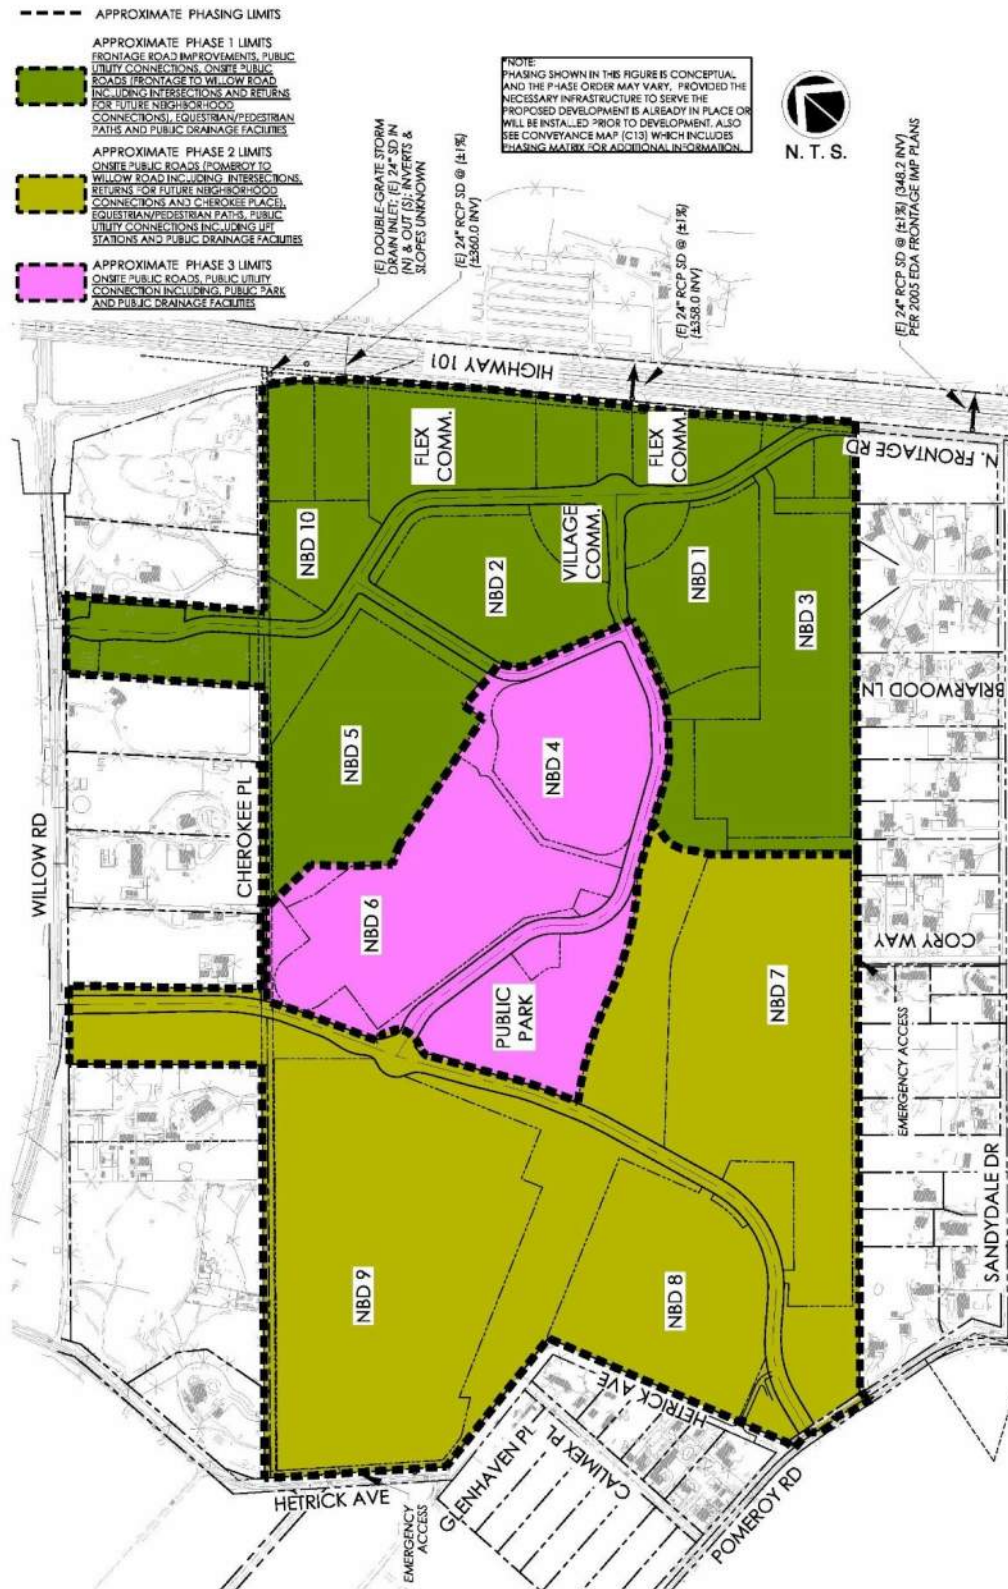 APPROXIMATE PHASING LIMITS
APPROXIMATE PHASE 1 LIMITS
FRONTAGE ROAD IMPROVEMENTS, PUBLIC
UTILITY CONNECTIONS, ONSITE PUBLIC
ROADS (FRONTAGE TO WILLOW ROAD
INCLUDING INTERSECTIONS AND RETURNS
FOR FUTURE NEIGHBORHOOD
CONNECTIONS), EQUESTRIAN/PEDESTRIAN
PATHS AND PUBLIC DRAINAGE FACILITIES
APPROXIMATE PHASE 2 LIMITS
ONSITE PUBLIC ROADS (POMEROY TO
WILLOW ROAD INCLUDING INTERSECTIONS,
RETURNS FOR FUTURE NEIGHBORHOOD
CONNECTIONS AND CHEROKEE PLACE),
EQUESTRIAN/PEDESTRIAN PATHS, PUBLIC
UTILITY CONNECTIONS INCLUDING LIFT
STATIONS AND PUBLIC DRAINAGE FACILITIES
APPROXIMATE PHASE 3 LIMITS
ONSITE PUBLIC ROADS, PUBLIC UTILITY
CONNECTION INCLUDING, PUBLIC PARK
AND PUBLIC DRAINAGE FACILITIES
*NOTE:
PHASING SHOWN IN THIS FIGURE IS CONCEPTUAL
AND THE PHASE ORDER MAY VARY, PROVIDED THE
NECESSARY INFRASTRUCTURE TO SERVE THE
PROPOSED DEVELOPMENT IS ALREADY IN PLACE OR
WILL BE INSTALLED PRIOR TO DEVELOPMENT. ALSO
SEE CONVEYANCE MAP (C13) WHICH INCLUDES
PHASING MATRIX FOR ADDITIONAL INFORMATION.
N. T. S.
(E) DOUBLE-GRATE STORM
DRAIN INLET; (E) 24" SD IN
(N) & OUT (S); INVERTS &
SLOPES UNKNOWN
(E) 24" RCP SD @ (±1%)
(±360.0 INV)
(E) 24" RCP SD @ (±1%)
(±358.0 INV)
(E) 24" RCP SD @ (±1%) (348.2 INV)
PER 2005 EDA FRONTAGE IMP PLANS
HIGHWAY 101
N. FRONTAGE RD
FLEX
COMM.
FLEX
COMM.
VILLAGE
COMM.
NBD 10
NBD 2
NBD 1
NBD 3
BRIARWOOD LN
NBD 5
NBD 4
WILLOW RD
CHEROKEE PL
NBD 6
PUBLIC
PARK
NBD 7
CORY WAY
EMERGENCY ACCESS
SANDYDALE DR
NBD 9
NBD 8
HETRICK AVE
GLENHAVEN PL
CALIMEX PL
HETRICK AVE
EMERGENCY
ACCESS
POMEROY RD